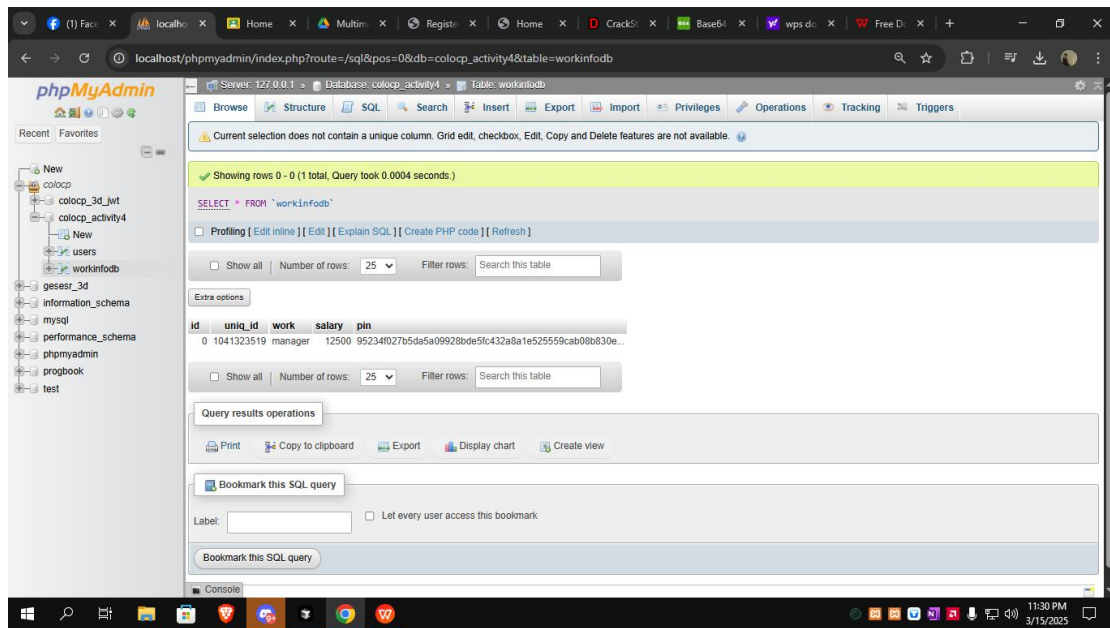 (1) Face localho Home Multim Registe Home CrackSt Base64 wps do Free Do
localhost/phpmyadmin/index.php?route=/sql&pos=0&db=colocp_activity4&table=workinfodb
phpMyAdmin
Recent Favorites
New
colocp
colocp_3d_jwt
colocp_activity4
New
users
workinfodb
gesesr_3d
information_schema
mysql
performance_schema
phpmyadmin
progbook
test
Server: 127.0.0.1 » Database: colocp_activity4 » Table: workinfodb
Browse Structure SQL Search Insert Export Import Privileges Operations Tracking Triggers
Current selection does not contain a unique column. Grid edit, checkbox, Edit, Copy and Delete features are not available.
Showing rows 0 - 0 (1 total, Query took 0.0004 seconds.)
SELECT * FROM `workinfodb`
Profiling [ Edit inline ] [ Edit ] [ Explain SQL ] [ Create PHP code ] [ Refresh ]
Show all | Number of rows: 25 Filter rows: Search this table
Extra options
id uniq_id work salary pin
0 1041323519 manager 12500 95234f027b5da5a09928bde5fc432a8a1e525559cab08b830e...
Show all | Number of rows: 25 Filter rows: Search this table
Query results operations
Print Copy to clipboard Export Display chart Create view
Bookmark this SQL query
Label: Let every user access this bookmark
Bookmark this SQL query
Console
11:30 PM
3/15/2025